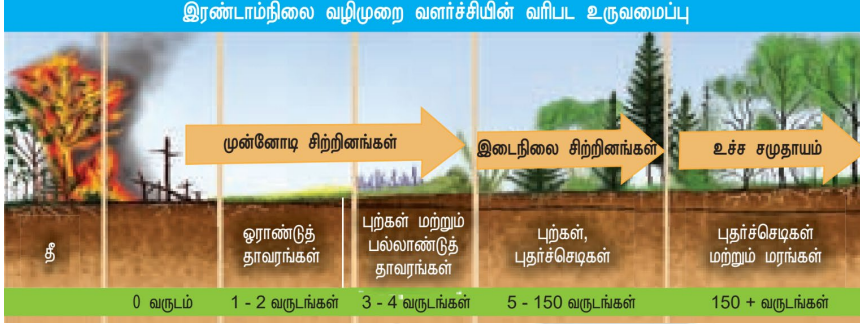 இரண்டாம்நிலை வழிமுறை வளர்ச்சியின் வரிபட உருவமைப்பு
முன்னோடி சிற்றினங்கள்
இடைநிலை சிற்றினங்கள்
உச்ச சமுதாயம்
தீ
ஓராண்டுத்
தாவரங்கள்
புற்கள் மற்றும்
பல்லாண்டுத்
தாவரங்கள்
புற்கள்,
புதர்ச்செடிகள்
புதர்ச்செடிகள்
மற்றும் மரங்கள்
0 வருடம்
1 - 2 வருடங்கள்
3 - 4 வருடங்கள்
5 - 150 வருடங்கள்
150 + வருடங்கள்